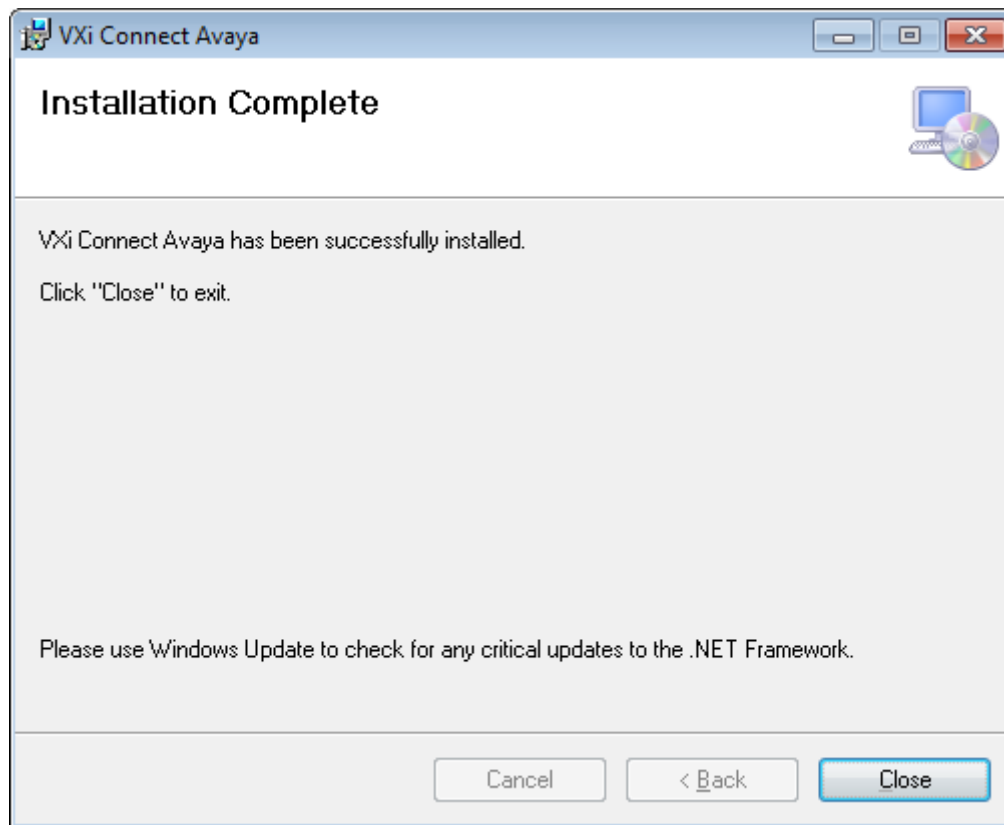 VXi Connect Avaya
Installation Complete
VXi Connect Avaya has been successfully installed.
Click "Close" to exit.
Please use Windows Update to check for any critical updates to the .NET Framework.
Cancel
< Back
Close